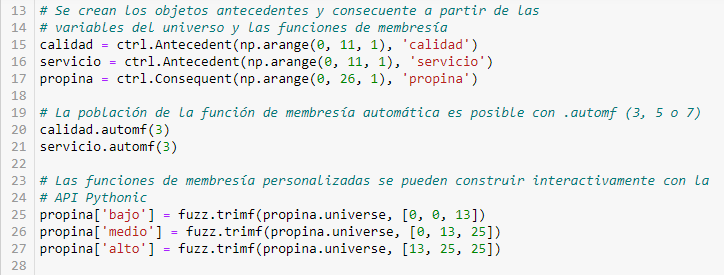 13 # Se crean los objetos antecedentes y consecuente a partir de las
14 # variables del universo y las funciones de membresía
15 calidad = ctrl.Antecedent(np.arange(0, 11, 1), 'calidad')
16 servicio = ctrl.Antecedent(np.arange(0, 11, 1), 'servicio')
17 propina = ctrl.Consequent(np.arange(0, 26, 1), 'propina')
18
19 # La población de la función de membresía automática es posible con .automf (3, 5 o 7)
20 calidad.automf(3)
21 servicio.automf(3)
22
23 # Las funciones de membresía personalizadas se pueden construir interactivamente con la
24 # API Pythonic
25 propina['bajo'] = fuzz.trimf(propina.universe, [0, 0, 13])
26 propina['medio'] = fuzz.trimf(propina.universe, [0, 13, 25])
27 propina['alto'] = fuzz.trimf(propina.universe, [13, 25, 25])
28